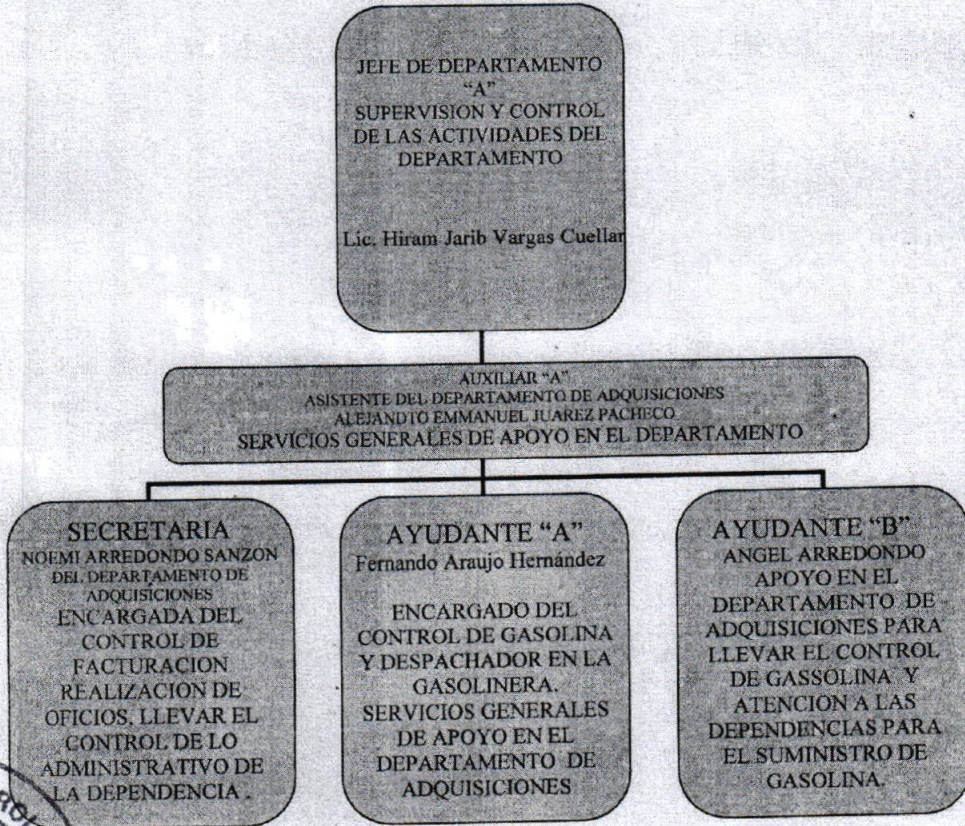 JEFE DE DEPARTAMENTO
“A”
SUPERVISION Y CONTROL
DE LAS ACTIVIDADES DEL
DEPARTAMENTO
Lic. Hiram Jarib Vargas Cuellar
AUXILIAR “A”
ASISTENTE DEL DEPARTAMENTO DE ADQUISICIONES
ALEJANDTO EMMANUEL JUAREZ PACHECO
SERVICIOS GENERALES DE APOYO EN EL DEPARTAMENTO
SECRETARIA
NOEMI ARREDONDO SANZON
DEL DEPARTAMENTO DE
ADQUISICIONES
ENCARGADA DEL
CONTROL DE
FACTURACION
REALIZACION DE
OFICIOS, LLEVAR EL
CONTROL DE LO
ADMINISTRATIVO DE
LA DEPENDENCIA .
AYUDANTE “A”
Fernando Araujo Hernández
ENCARGADO DEL
CONTROL DE GASOLINA
Y DESPACHADOR EN LA
GASOLINERA.
SERVICIOS GENERALES
DE APOYO EN EL
DEPARTAMENTO DE
ADQUISICIONES
AYUDANTE “B”
ANGEL ARREDONDO
APOYO EN EL
DEPARTAMENTO DE
ADQUISICIONES PARA
LLEVAR EL CONTROL
DE GASSOLINA Y
ATENCION A LAS
DEPENDENCIAS PARA
EL SUMINISTRO DE
GASOLINA.